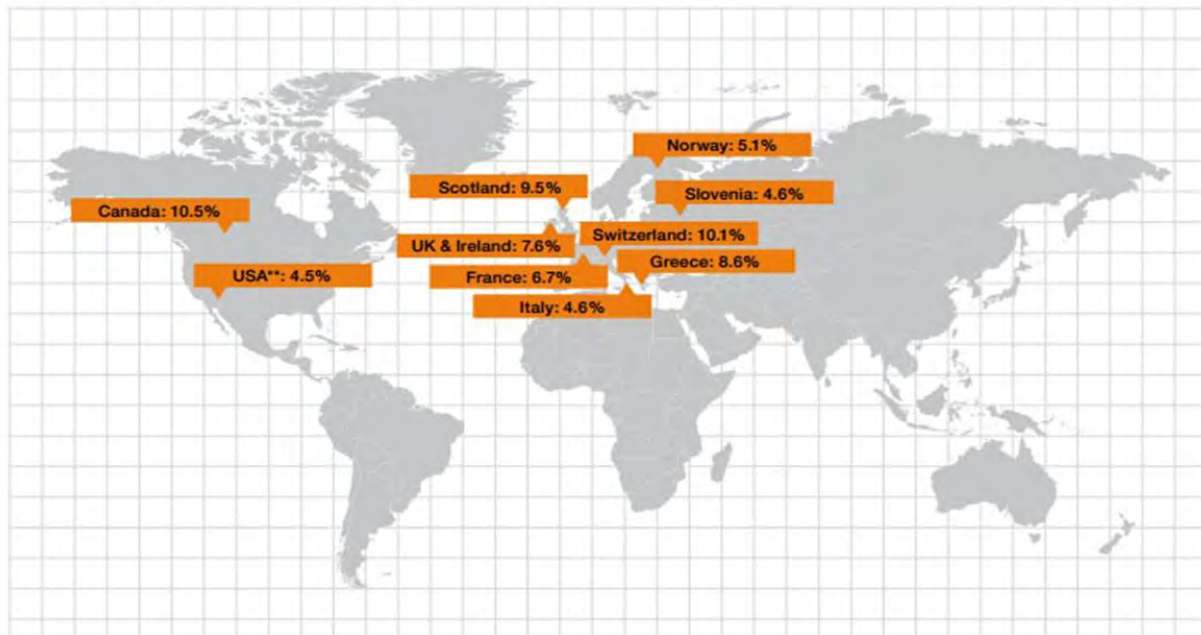 Norway: 5.1%
Scotland: 9.5%
Slovenia: 4.6%
Canada: 10.5%
Switzerland: 10.1%
UK & Ireland: 7.6%
Greece: 8.6%
USA**: 4.5%
France: 6.7%
Italy: 4.6%